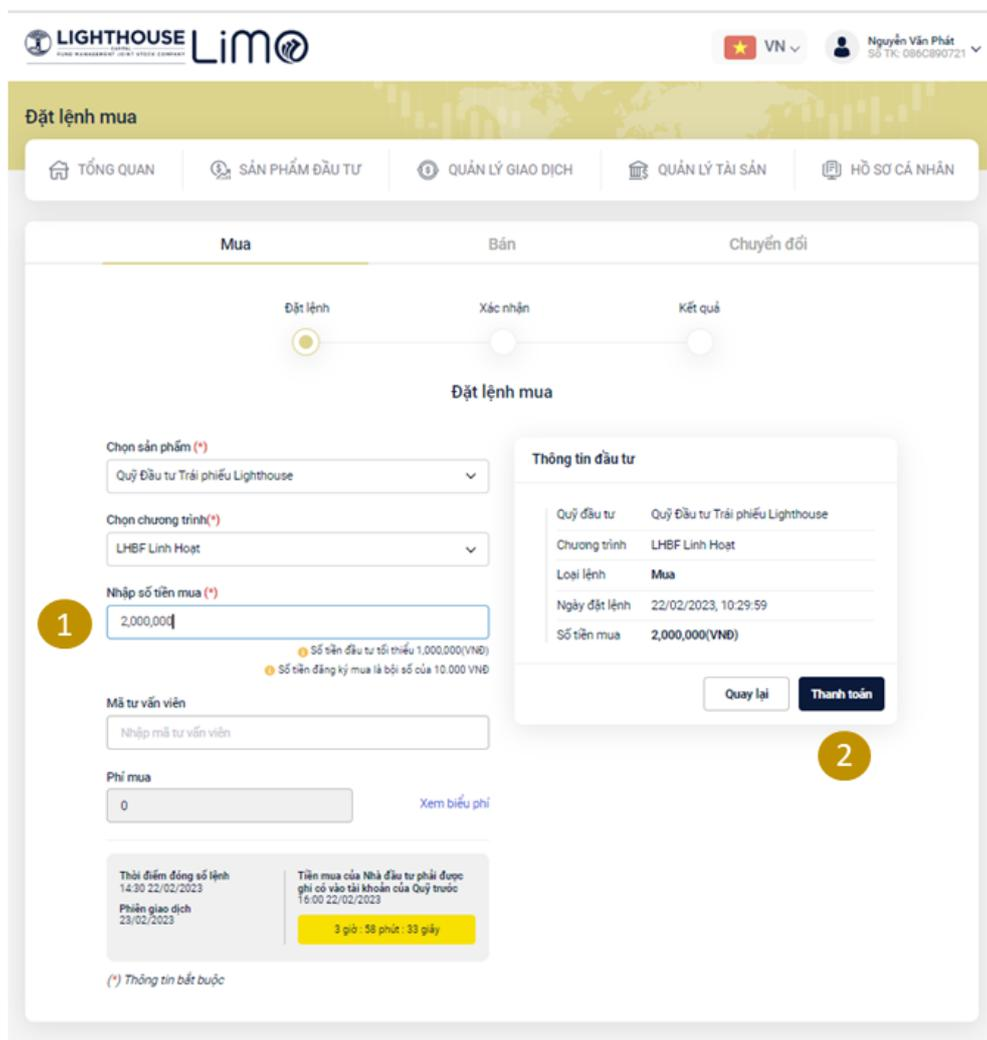 LIGHTHOUSE
CAPITAL
FUND MANAGEMENT JOINT STOCK COMPANY
LiMO
VN
Nguyễn Văn Phát
Số TK: 086C890721
Đặt lệnh mua
TỔNG QUAN
SẢN PHẨM ĐẦU TƯ
QUẢN LÝ GIAO DỊCH
QUẢN LÝ TÀI SẢN
HỒ SƠ CÁ NHÂN
Mua
Bán
Chuyển đổi
Đặt lệnh
Xác nhận
Kết quả
Đặt lệnh mua
Chọn sản phẩm (*)
Quỹ Đầu tư Trái phiếu Lighthouse
Chọn chương trình(*)
LHBF Linh Hoạt
Nhập số tiền mua (*)
1
2,000,000
Số tiền đầu tư tối thiểu 1,000,000(VNĐ)
Số tiền đăng ký mua là bội số của 10.000 VNĐ
Mã tư vấn viên
Nhập mã tư vấn viên
Phí mua
0
Xem biểu phí
Thời điểm đóng sổ lệnh
14:30 22/02/2023
Phiên giao dịch
23/02/2023
Tiền mua của Nhà đầu tư phải được
ghi có vào tài khoản của Quỹ trước
16:00 22/02/2023
3 giờ : 58 phút : 33 giây
(*) Thông tin bắt buộc
Thông tin đầu tư
Quỹ đầu tư Quỹ Đầu tư Trái phiếu Lighthouse
Chương trình LHBF Linh Hoạt
Loại lệnh Mua
Ngày đặt lệnh 22/02/2023, 10:29:59
Số tiền mua 2,000,000(VNĐ)
Quay lại
Thanh toán
2